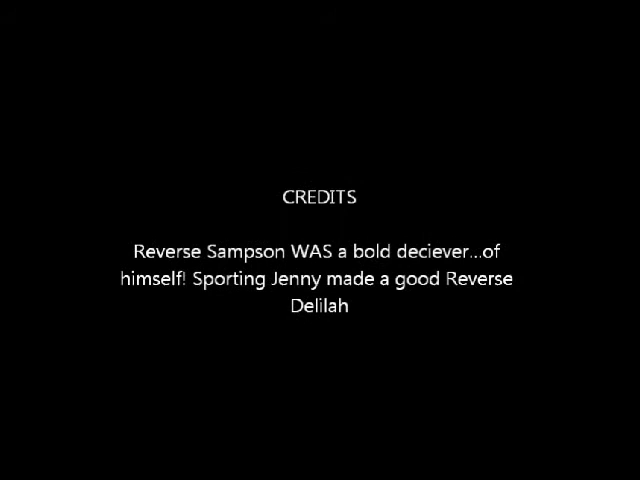 CREDITS
Reverse Sampson WAS a bold deciever...of
himself! Sporting Jenny made a good Reverse
Delilah